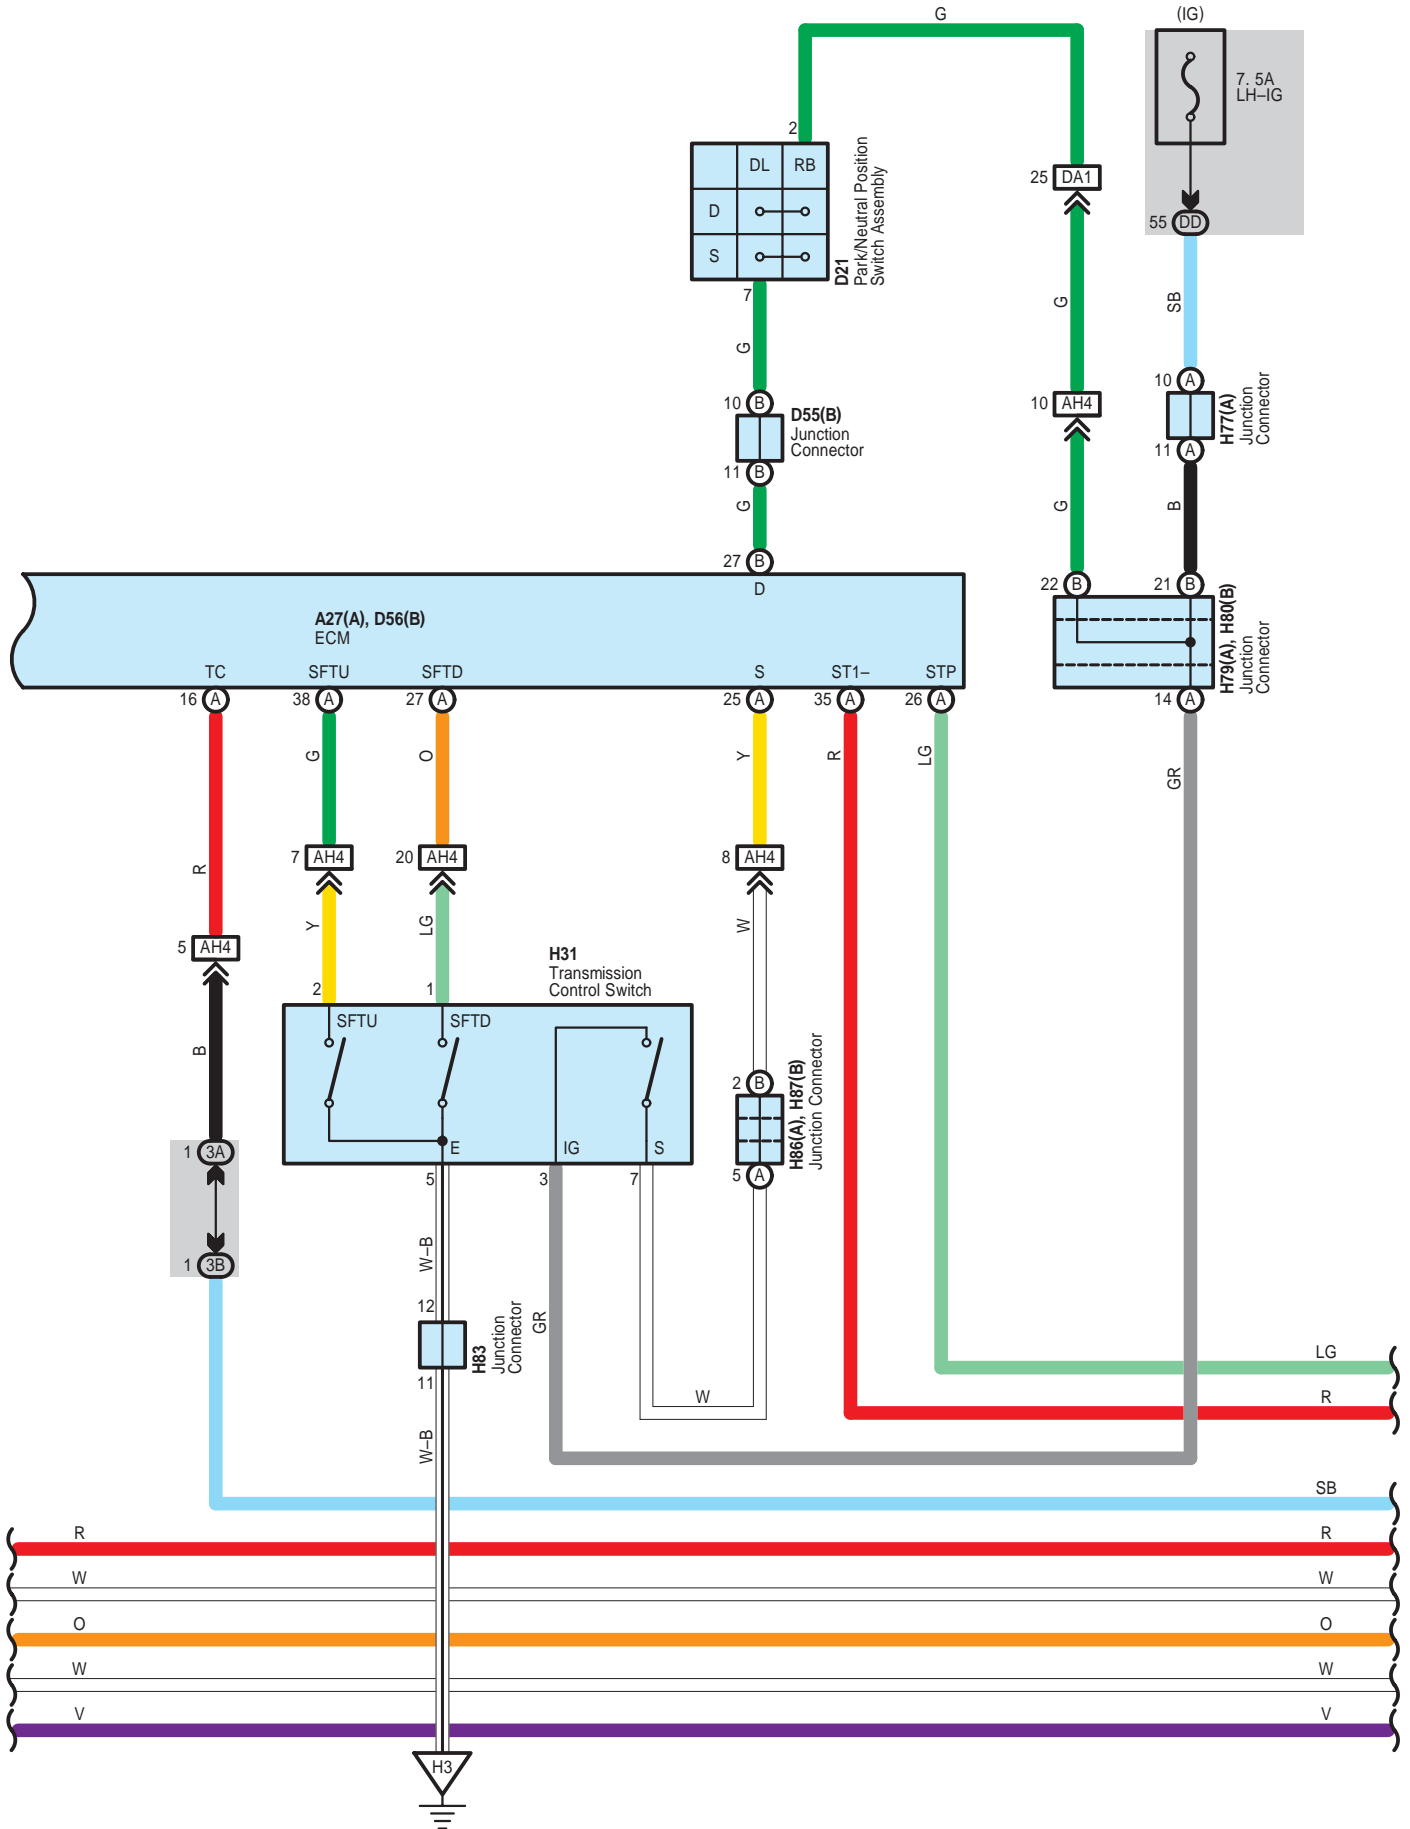 G
(IG)
7. 5A
LH–IG
2
DL RB
D
S
D21
Park/Neutral Position
Switch Assembly
25 DA1
55 DD
7
G
G
SB
10 B
D55(B)
Junction
Connector
11 B
10 AH4
10 A
H77(A)
Junction
Connector
11 A
G
G
B
27 B
D
22 B
21 B
H79(A), H80(B)
Junction
Connector
14 A
A27(A), D56(B)
ECM
TC SFTU SFTD S ST1– STP
16 A
38 A
27 A
25 A
35 A
26 A
R
G
O
Y
R
LG
GR
7 AH4
20 AH4
8 AH4
5 AH4
Y
LG
W
B
H31
Transmission
Control Switch
2
1
SFTU SFTD
E IG S
5 3 7
2 B
H86(A), H87(B)
Junction Connector
5 A
1 3A
1 3B
W–B
12
H83
Junction
Connector
11
GR
W
W–B
LG
R
SB
R R
W W
O O
W W
V V
H3